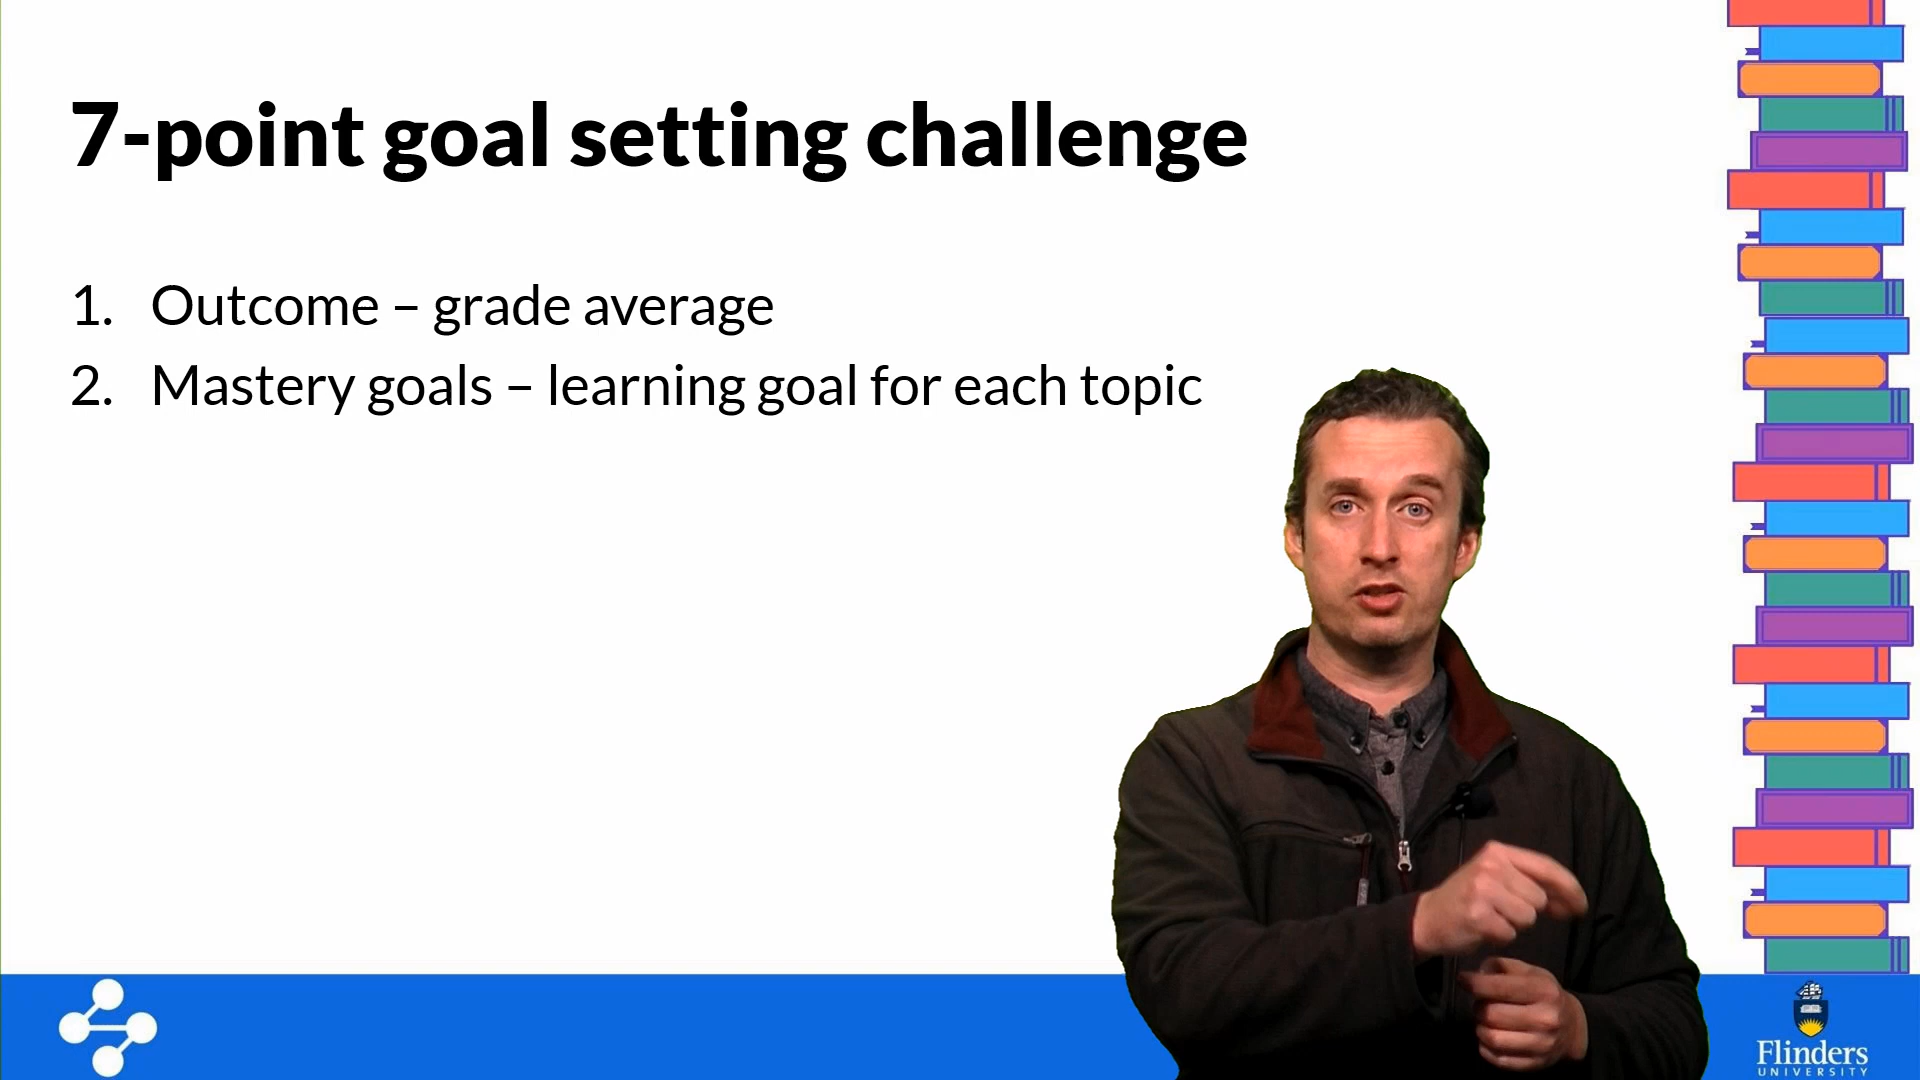 7-point goal setting challenge
1. Outcome – grade average
2. Mastery goals – learning goal for each topic
Flinders
UNIVERSITY